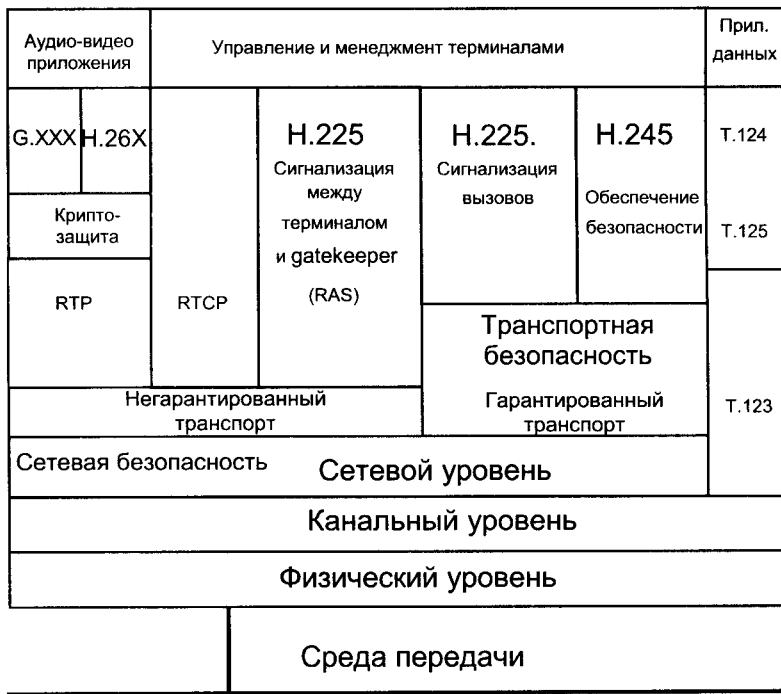 Аудио-видео
приложения
Управление и менеджмент терминалами
Прил.
данных
G.XXX
H.26X
Крипто-
защита
RTP
RTCP
H.225
Сигнализация
между
терминалом
и gatekeeper
(RAS)
H.225.
Сигнализация
вызовов
H.245
Обеспечение
безопасности
T.124
T.125
Транспортная
безопасность
Негарантированный
транспорт
Гарантированный
транспорт
T.123
Сетевая безопасность
Сетевой уровень
Канальный уровень
Физический уровень
Среда передачи